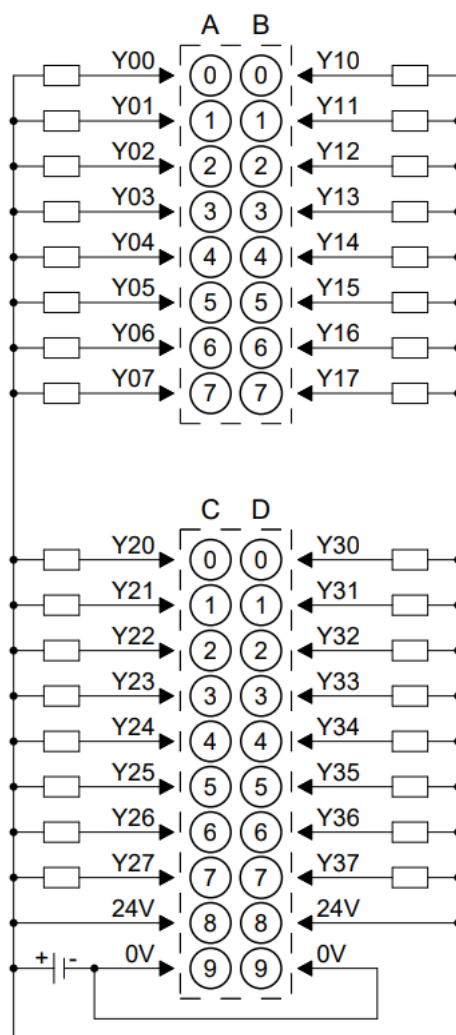 A B
Y00 0 0 Y10
Y01 1 1 Y11
Y02 2 2 Y12
Y03 3 3 Y13
Y04 4 4 Y14
Y05 5 5 Y15
Y06 6 6 Y16
Y07 7 7 Y17
C D
Y20 0 0 Y30
Y21 1 1 Y31
Y22 2 2 Y32
Y23 3 3 Y33
Y24 4 4 Y34
Y25 5 5 Y35
Y26 6 6 Y36
Y27 7 7 Y37
24V 8 8 24V
+ - 0V 9 9 0V